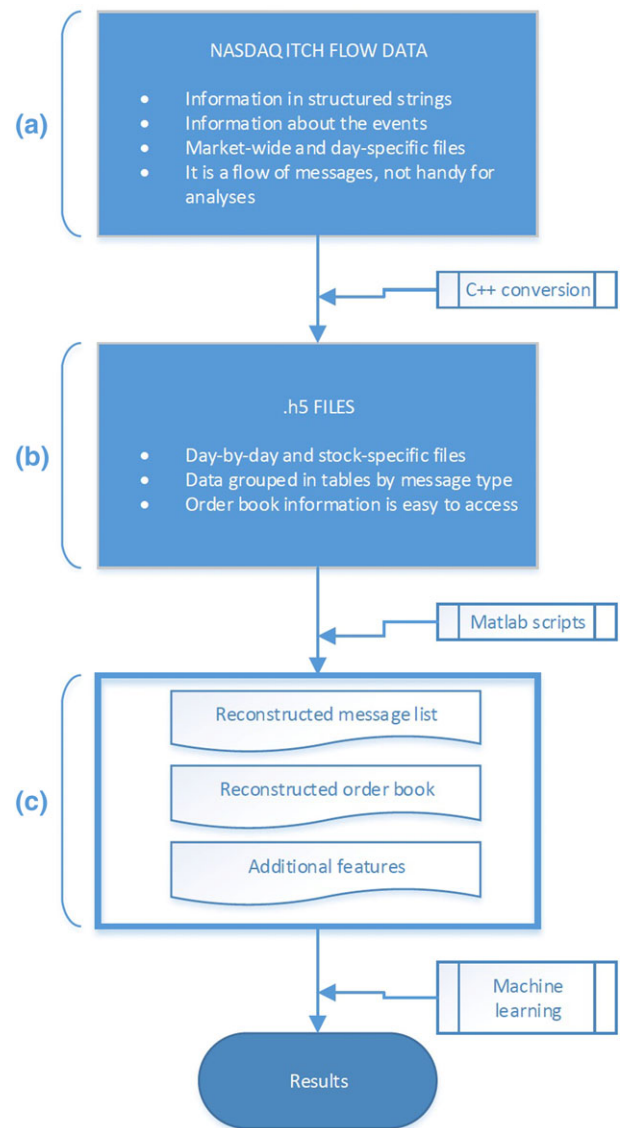 (a)
NASDAQ ITCH FLOW DATA
• Information in structured strings
• Information about the events
• Market-wide and day-specific files
• It is a flow of messages, not handy for
analyses
C++ conversion
(b)
.h5 FILES
• Day-by-day and stock-specific files
• Data grouped in tables by message type
• Order book information is easy to access
Matlab scripts
(c)
Reconstructed message list
Reconstructed order book
Additional features
Machine
learning
Results